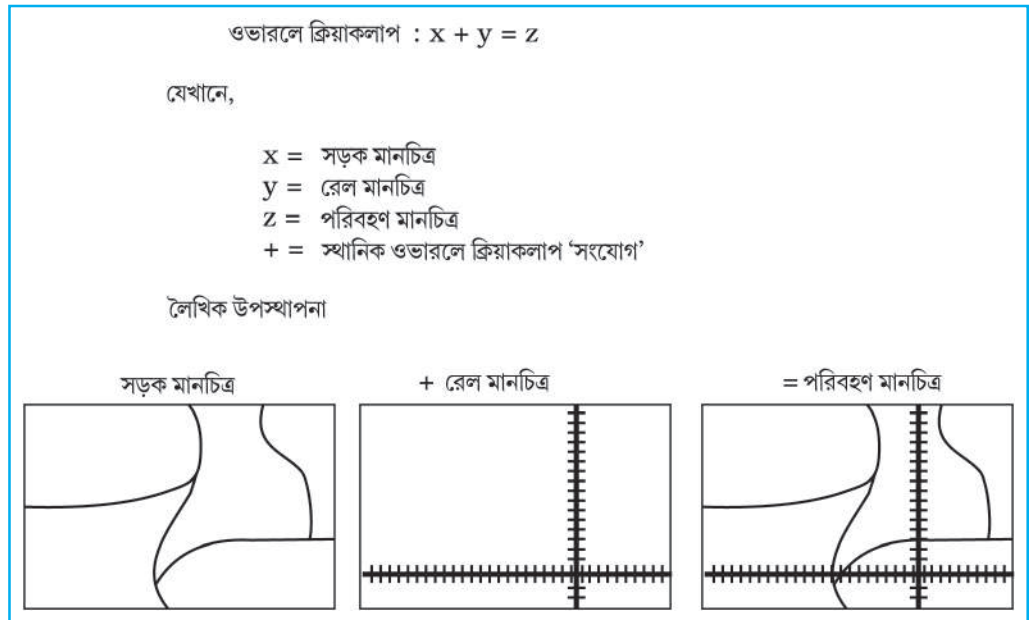 ওভারলে ক্রিয়াকলাপ : x + y = z
যেখানে,
x = সড়ক মানচিত্র
y = রেল মানচিত্র
z = পরিবহণ মানচিত্র
+ = স্থানিক ওভারলে ক্রিয়াকলাপ ‘সংযোগ’
লৈখিক উপস্থাপনা
সড়ক মানচিত্র + রেল মানচিত্র = পরিবহণ মানচিত্র